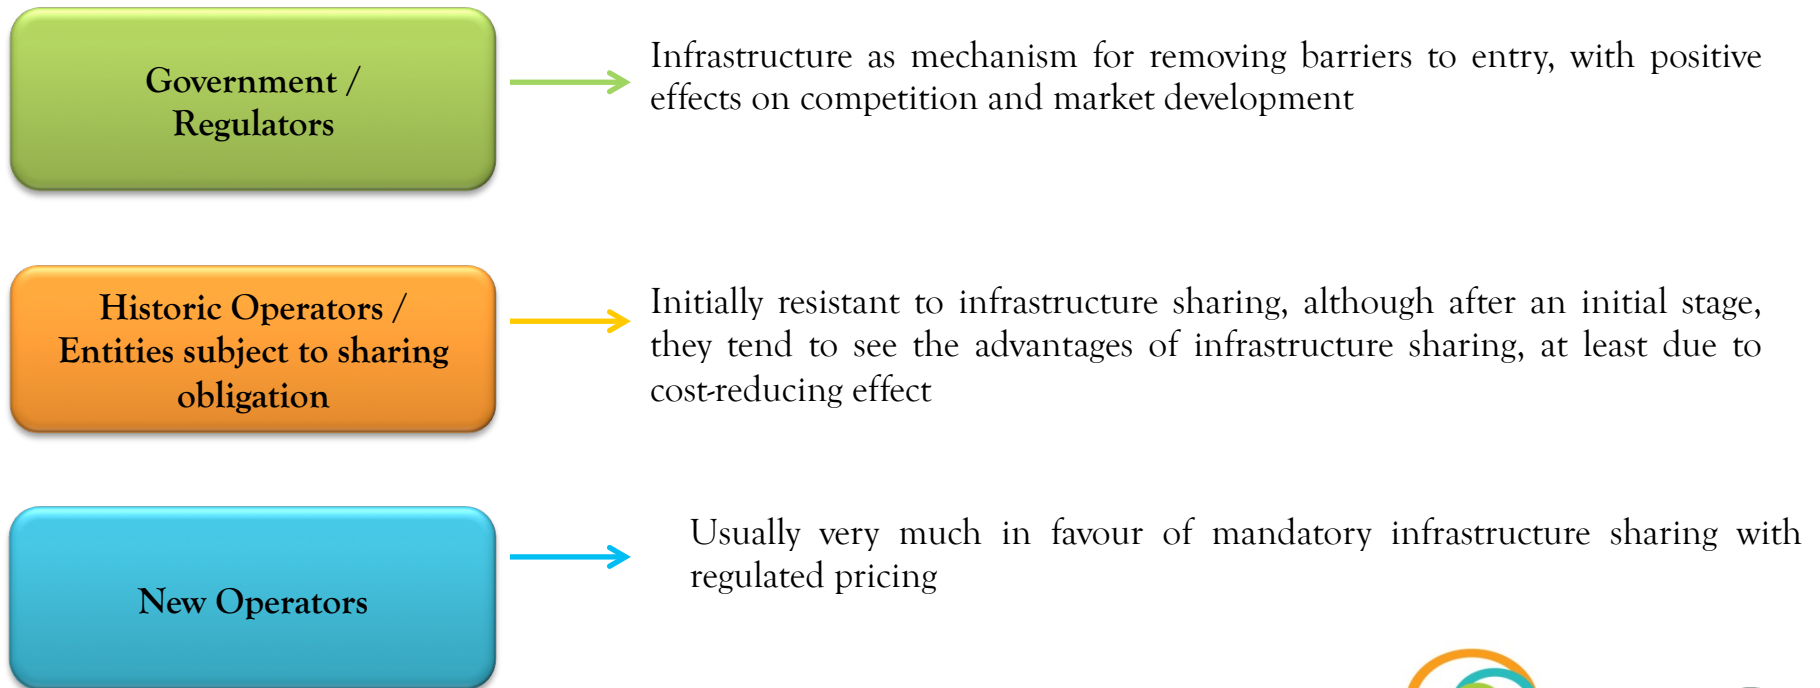 Government /
Regulators
Infrastructure as mechanism for removing barriers to entry, with positive
effects on competition and market development
Historic Operators /
Entities subject to sharing
obligation
Initially resistant to infrastructure sharing, although after an initial stage,
they tend to see the advantages of infrastructure sharing, at least due to
cost-reducing effect
New Operators
Usually very much in favour of mandatory infrastructure sharing with
regulated pricing